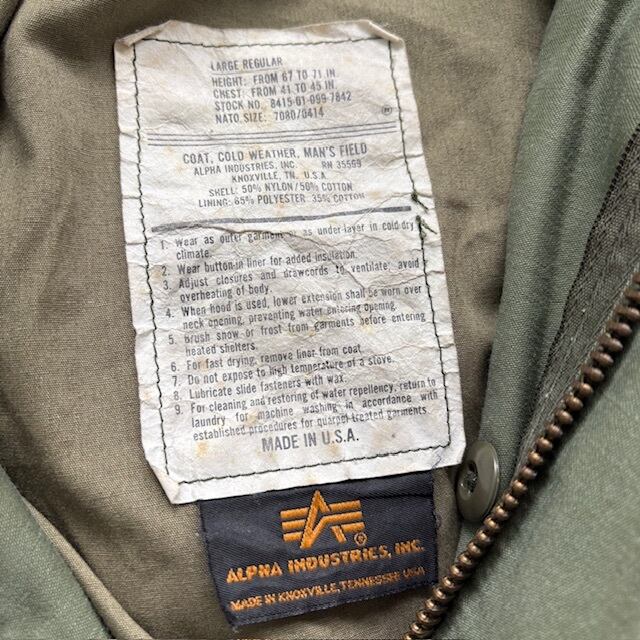 LARGE REGULAR
HEIGHT: FROM 67 TO 71 IN
CHEST: FROM 41 TO 45 IN.
STOCK NO. 8415-01-099-7842
NATO. SIZE: 7080/0414
COAT, COLD WEATHER, MAN'S FIELD
ALPHA INDUSTRIES, INC. RN 35569
KNOXVILLE, TN. U.S.A
SHELL: 50% NYLON/50% COTTON
LINING: 65% POLYESTER 35% COTTON
1. Wear as outer garment or as under-layer in cold dry
climate.
2. Wear button-in liner for added insulation.
3. Adjust closures and drawcords to ventilate; avoid
overheating of body.
4. When hood is used, lower extension shall be worn over
neck opening, preventing water entering opening.
5. Brush snow or frost from garments before entering
heated shelters.
6. For fast drying, remove liner from coat.
7. Do not expose to high temperature of a stove.
8. Lubricate slide fasteners with wax.
9. For cleaning and restoring of water repellency, return to
laundry for machine washing in accordance with
established procedures for quarpel treated garments
MADE IN U.S.A.
ALPHA INDUSTRIES, INC.
MADE IN KNOXVILLE, TENNESSEE USA